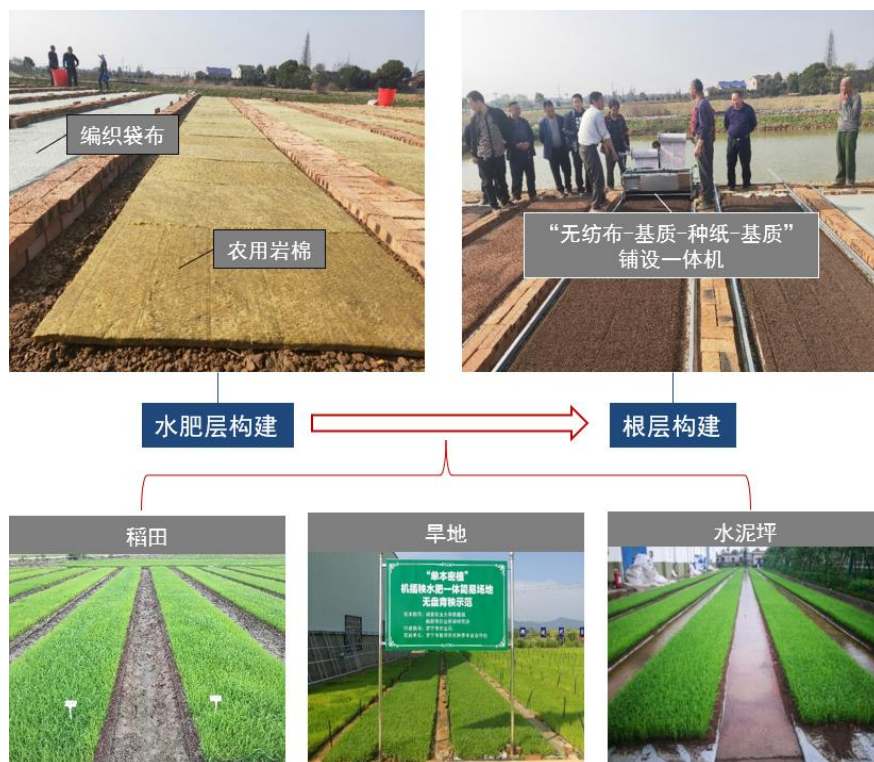 编织袋布
农用岩棉
“无纺布-基质-种纸-基质”
铺设一体机
水肥层构建
根层构建
稻田
旱地
水泥坪
“单本密植”
机插秧水肥一体简易场地
无盘育秧示范